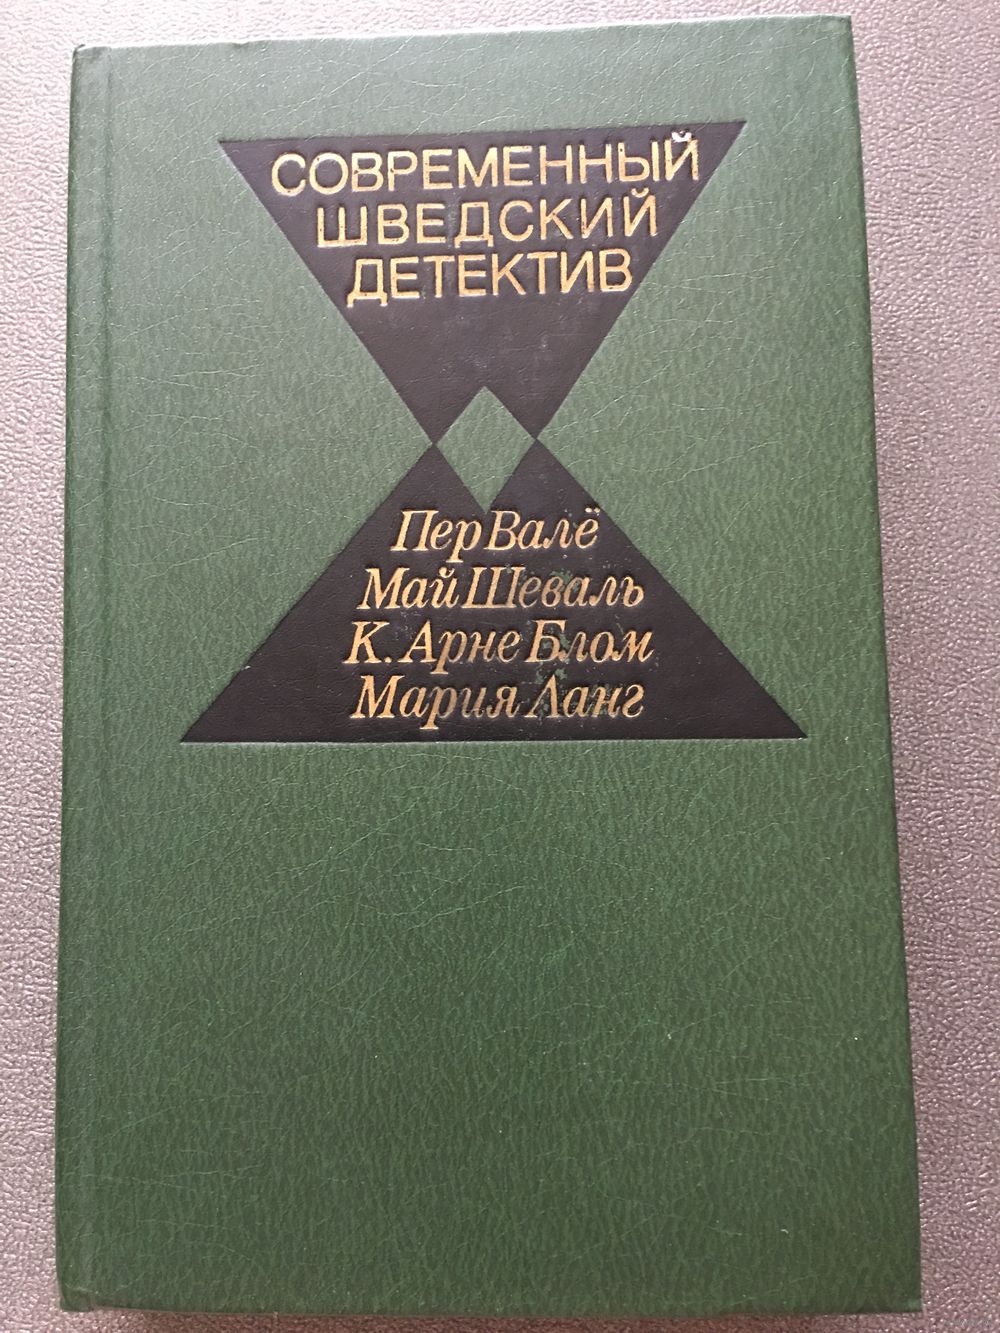 СОВРЕМЕННЫЙ
ШВЕДСКИЙ
ДЕТЕКТИВ
Пер Валё
Май Шеваль
К. Арне Блом
Мария Ланг